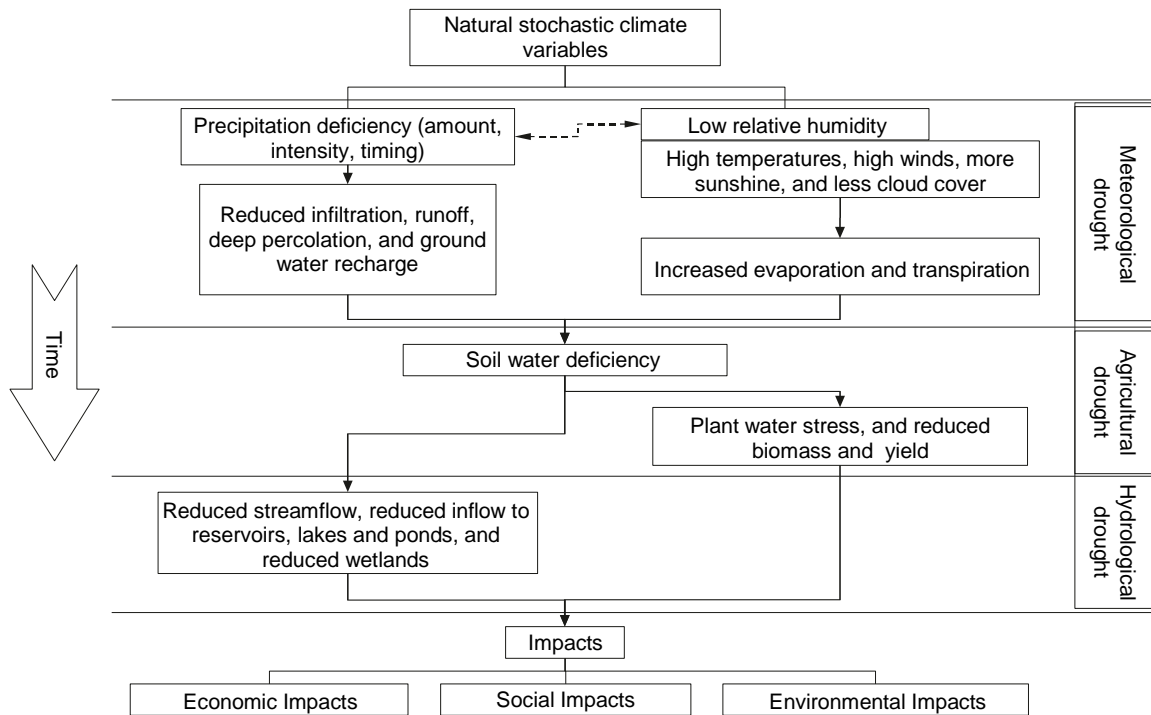 Natural stochastic climate
variables
Precipitation deficiency (amount,
intensity, timing)
Low relative humidity
High temperatures, high winds, more
sunshine, and less cloud cover
Reduced infiltration, runoff,
deep percolation, and ground
water recharge
Increased evaporation and transpiration
Meteorological
drought
Time
Soil water deficiency
Plant water stress, and reduced
biomass and yield
Agricultural
drought
Reduced streamflow, reduced inflow to
reservoirs, lakes and ponds, and
reduced wetlands
Hydrological
drought
Impacts
Economic Impacts
Social Impacts
Environmental Impacts